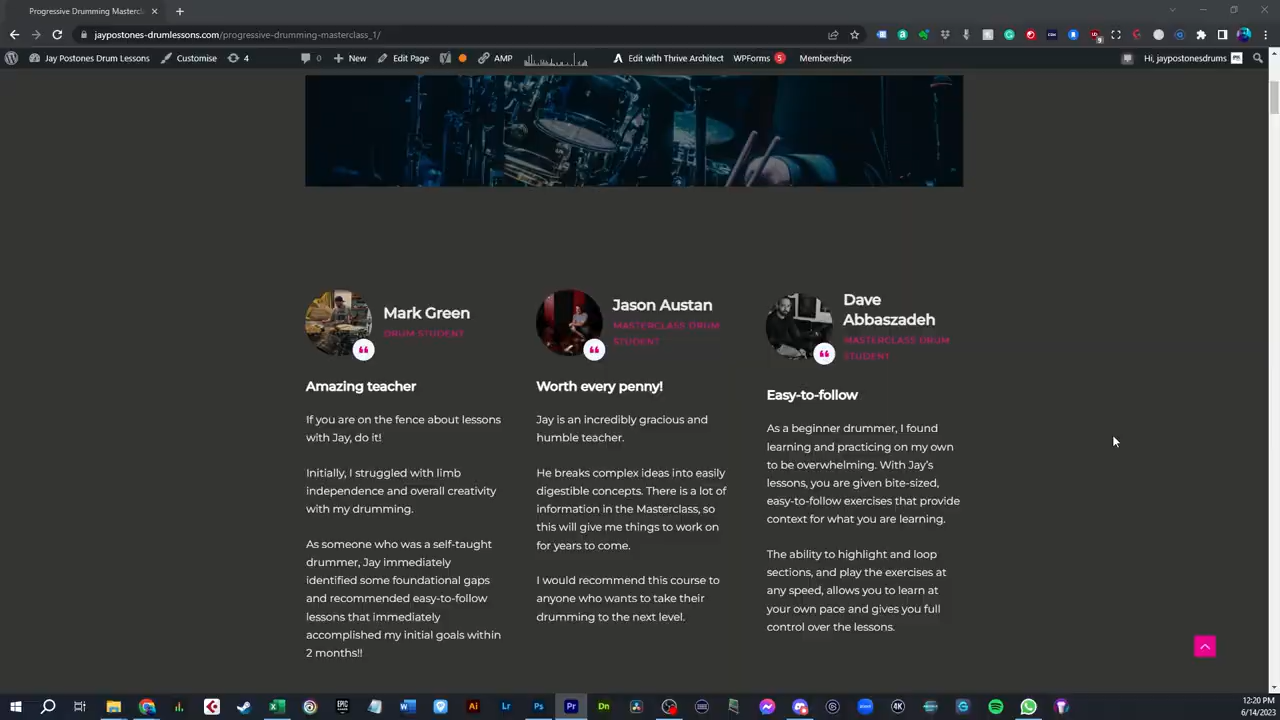 Progressive Drumming Mastercl
jaypostones-drumlessons.com/progressive-drumming-masterclass_1/
Jay Postones Drum Lessons
Customise
4
0
New
Edit Page
AMP
Edit with Thrive Architect
WPForms 5
Memberships
Hi, jaypostonesdrums
Mark Green
DRUM STUDENT
Amazing teacher
If you are on the fence about lessons
with Jay, do it!
Initially, I struggled with limb
independence and overall creativity
with my drumming.
As someone who was a self-taught
drummer, Jay immediately
identified some foundational gaps
and recommended easy-to-follow
lessons that immediately
accomplished my initial goals within
2 months!!
Jason Austan
MASTERCLASS DRUM
STUDENT
Worth every penny!
Jay is an incredibly gracious and
humble teacher.
He breaks complex ideas into easily
digestible concepts. There is a lot of
information in the Masterclass, so
this will give me things to work on
for years to come.
I would recommend this course to
anyone who wants to take their
drumming to the next level.
Dave
Abbaszadeh
MASTERCLASS DRUM
STUDENT
Easy-to-follow
As a beginner drummer, I found
learning and practicing on my own
to be overwhelming. With Jay's
lessons, you are given bite-sized,
easy-to-follow exercises that provide
context for what you are learning.
The ability to highlight and loop
sections, and play the exercises at
any speed, allows you to learn at
your own pace and gives you full
control over the lessons.
Ai
Lr
Ps
Pr
Dn
4K
12:20 PM
6/14/2023